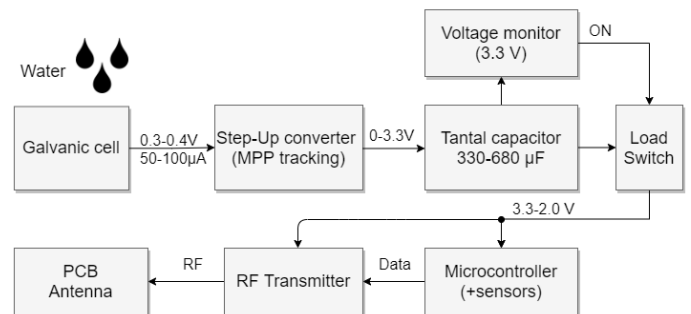 Voltage monitor
(3.3 V)
ON
Water
Galvanic cell
0.3-0.4V
50-100µA
Step-Up converter
(MPP tracking)
0-3.3V
Tantal capacitor
330-680 µF
Load
Switch
3.3-2.0 V
PCB
Antenna
RF
RF Transmitter
Data
Microcontroller
(+sensors)